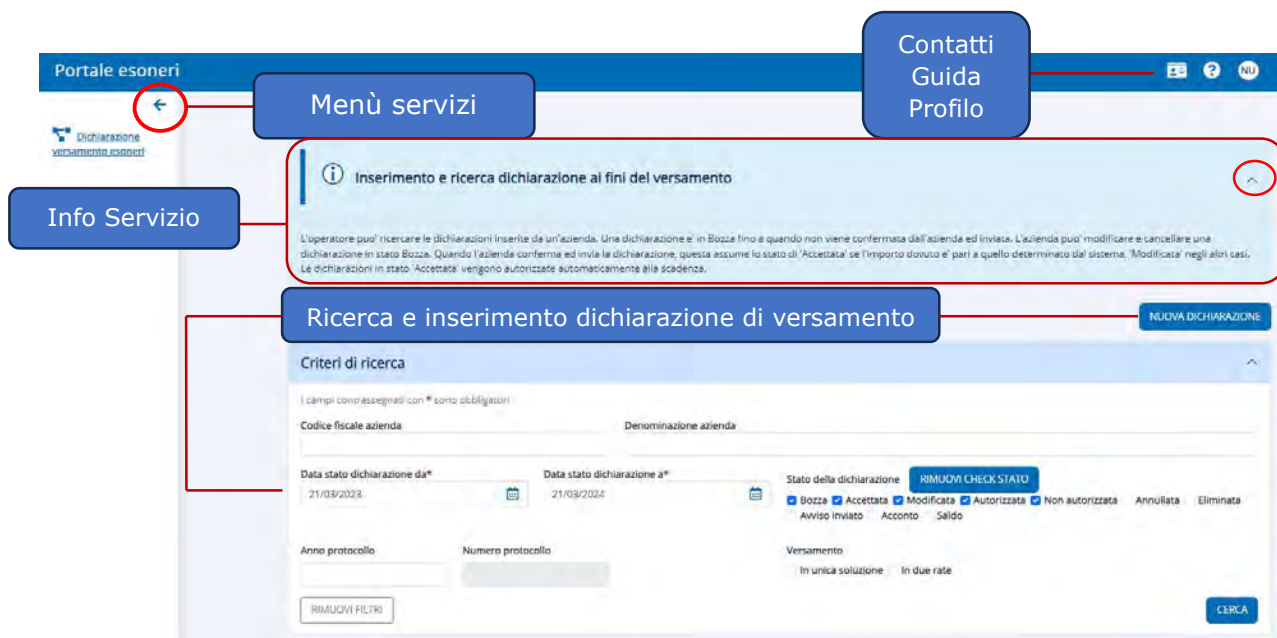 Contatti
Guida
Profilo
Portale esoneri
NU
Menù servizi
Dichiarazione
versamento esoneri
Inserimento e ricerca dichiarazione ai fini del versamento
Info Servizio
L'operatore puo' ricercare le dichiarazioni inserite da un'azienda. Una dichiarazione e' in Bozza fino a quando non viene confermata dall'azienda ed inviata. L'azienda puo' modificare e cancellare una
dichiarazione in stato Bozza. Quando l'azienda conferma ed invia la dichiarazione, questa assume lo stato di 'Accettata' se l'importo dovuto e' pari a quello determinato dal sistema, 'Modificata' negli altri casi.
Le dichiarazioni in stato 'Accettata' vengono autorizzate automaticamente alla scadenza.
Ricerca e inserimento dichiarazione di versamento
NUOVA DICHIARAZIONE
Criteri di ricerca
I campi contrassegnati con * sono obbligatori
Codice fiscale azienda Denominazione azienda
Data stato dichiarazione da* Data stato dichiarazione a* Stato della dichiarazione RIMUOVI CHECK STATO
21/03/2023 21/03/2024 Bozza Accettata Modificata Autorizzata Non autorizzata Annullata Eliminata
Avviso inviato Acconto Saldo
Anno protocollo Numero protocollo Versamento
In unica soluzione In due rate
RIMUOVI FILTRI CERCA